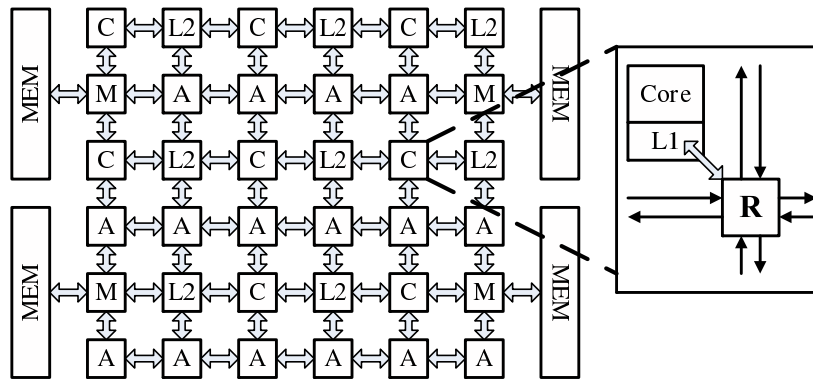 C L2 C L2 C L2
MEM M A A A A M MEM
C L2 C L2 C L2
A A A A A A
MEM M L2 C L2 C M MEM
A A A A A A
Core
L1
R